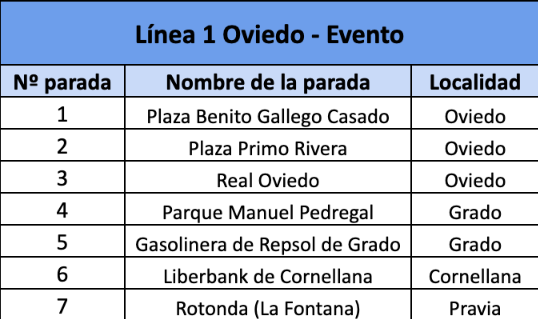 Línea 1 Oviedo - Evento
Nº parada Nombre de la parada Localidad
1 Plaza Benito Gallego Casado Oviedo
2 Plaza Primo Rivera Oviedo
3 Real Oviedo Oviedo
4 Parque Manuel Pedregal Grado
5 Gasolinera de Repsol de Grado Grado
6 Liberbank de Cornellana Cornellana
7 Rotonda (La Fontana) Pravia